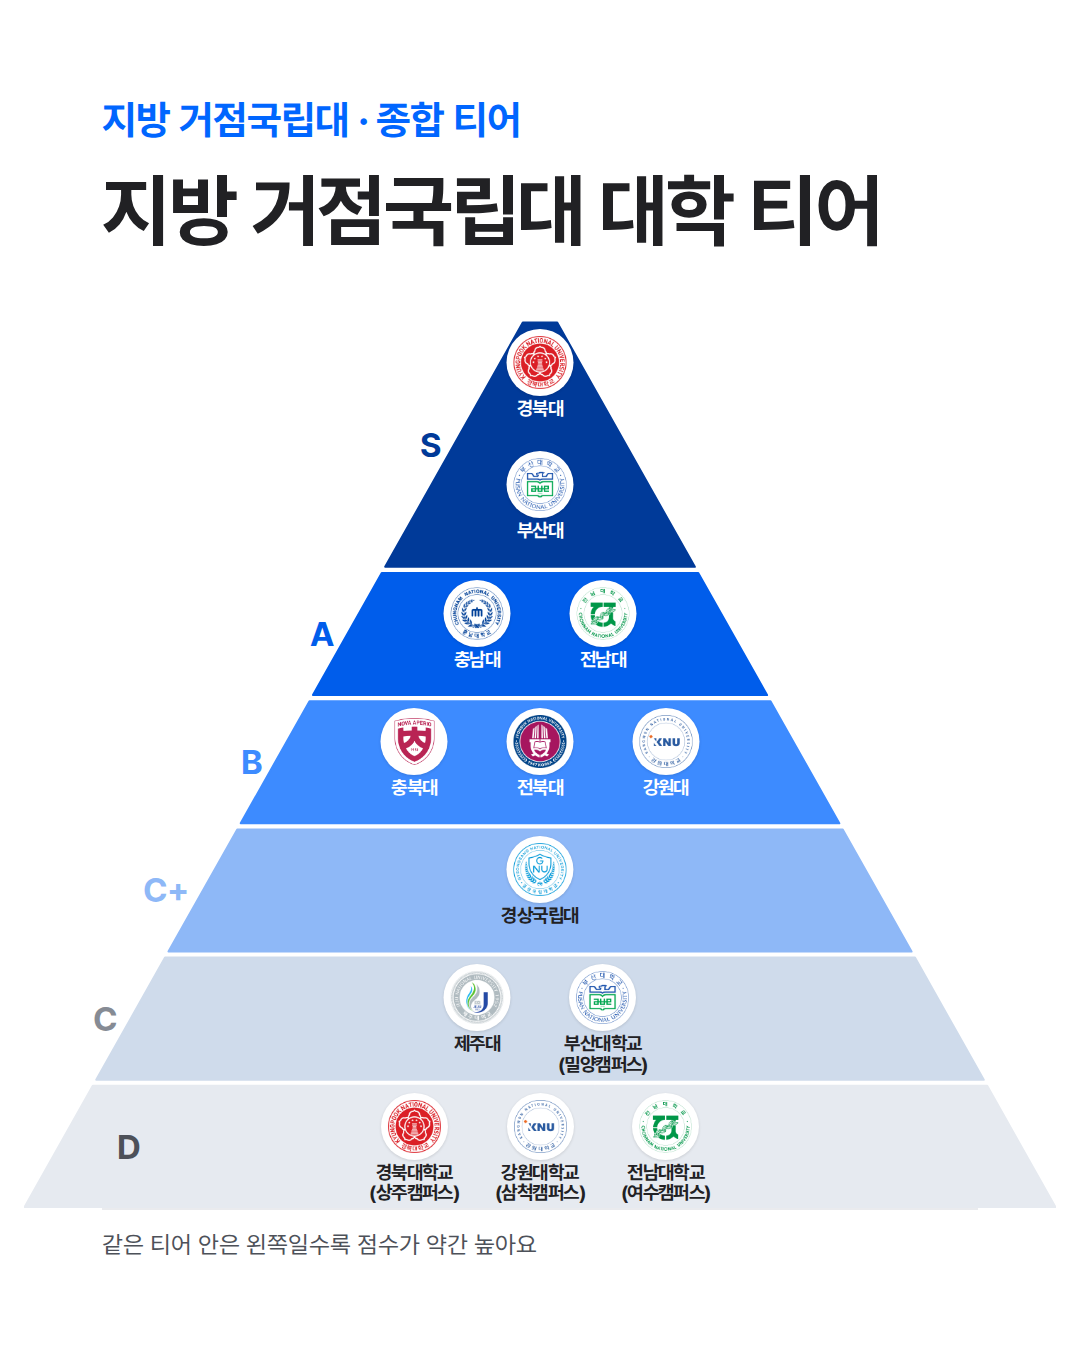 지방 거점국립대 · 종합 티어
지방 거점국립대 대학 티어
S
경북대
부산대
A
충남대
전남대
B
NOVA APERIO
충북대
전북대
KNU
강원대
C+
GNU
경상국립대
C
제주대
부산대학교
(밀양캠퍼스)
D
경북대학교
(상주캠퍼스)
KNU
강원대학교
(삼척캠퍼스)
전남대학교
(여수캠퍼스)
같은 티어 안은 왼쪽일수록 점수가 약간 높아요